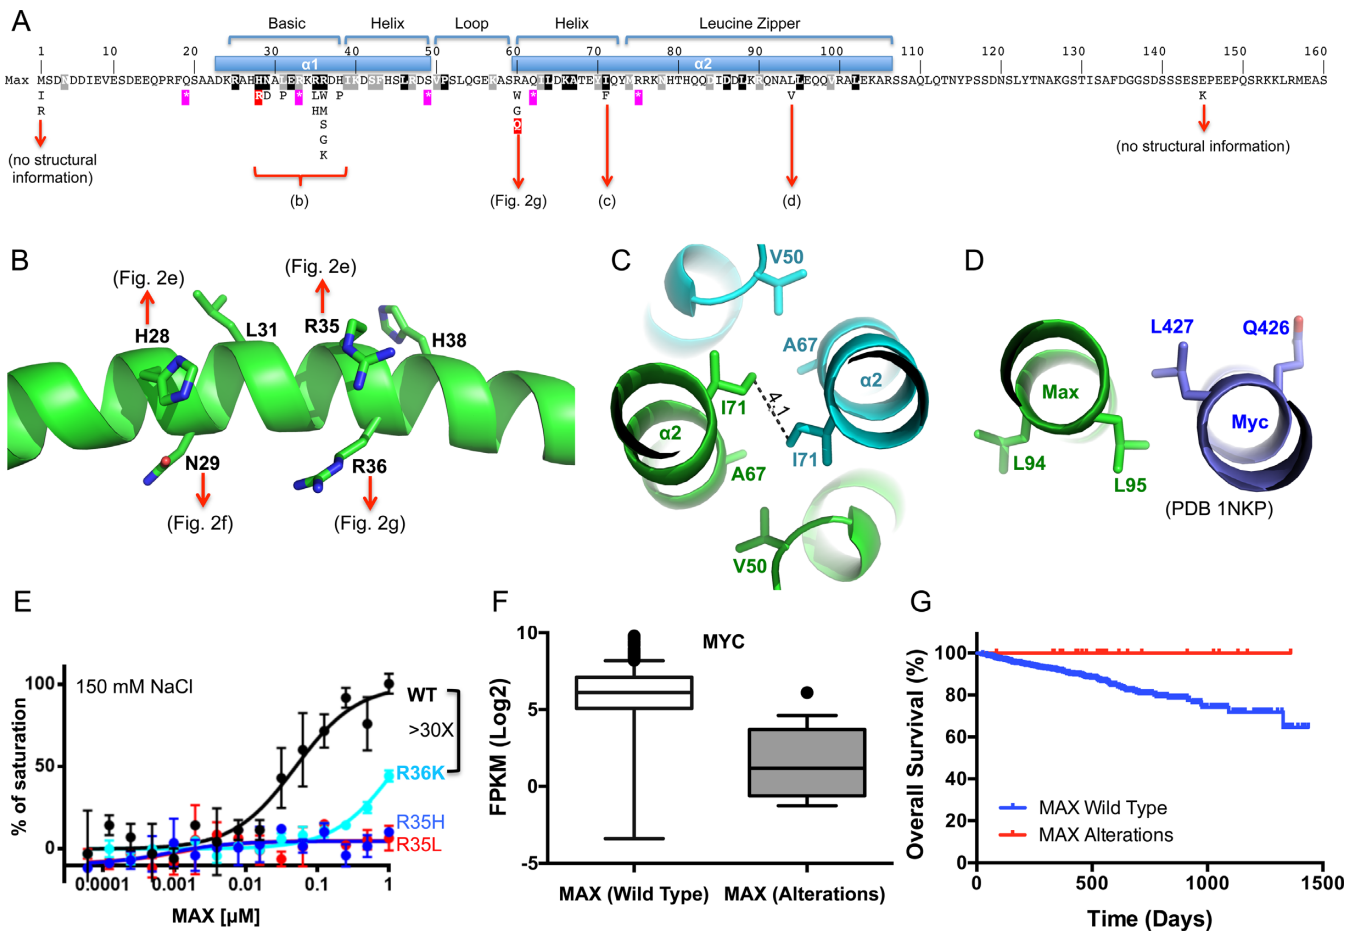 A
Basic Helix Loop Helix Leucine Zipper
1 10 20 30 40 50 60 70 80 90 100 110 120 130 140 150 160
α1 α2
Max MSDNDDIEVESDEEQPRFQSAADKRAHHNALERKRRDHIKDSFHSLRDSVPSLQGEKASRAQILDKATEYIQYMRRKNHTHQQDIDDLKRQNALLEQQVRALEKARSSAQLQTNYPSSDNSLYTNAKGSTISAFDGGSDSSSESEPEEPQSRKKLRMEAS
I * R D P * L W P * W * F * V K
R H M G
S Q
G
K
(no structural
information)
(b)
(Fig. 2g)
(c)
(d)
(no structural information)
B
(Fig. 2e)
(Fig. 2e)
H28
L31
R35
H38
N29
R36
(Fig. 2f)
(Fig. 2g)
C
V50
A67
α2
I71
4.1
α2
I71
A67
V50
D
L427
Q426
Max
Myc
L94
L95
(PDB 1NKP)
E
150 mM NaCl
WT
>30X
R36K
R35H
R35L
% of saturation
100
50
0
0.0001 0.001 0.01 0.1 1
MAX [µM]
F
MYC
FPKM (Log2)
10
5
0
-5
MAX (Wild Type) MAX (Alterations)
G
Overall Survival (%)
100
80
60
40
20
0
MAX Wild Type
MAX Alterations
0 500 1000 1500
Time (Days)